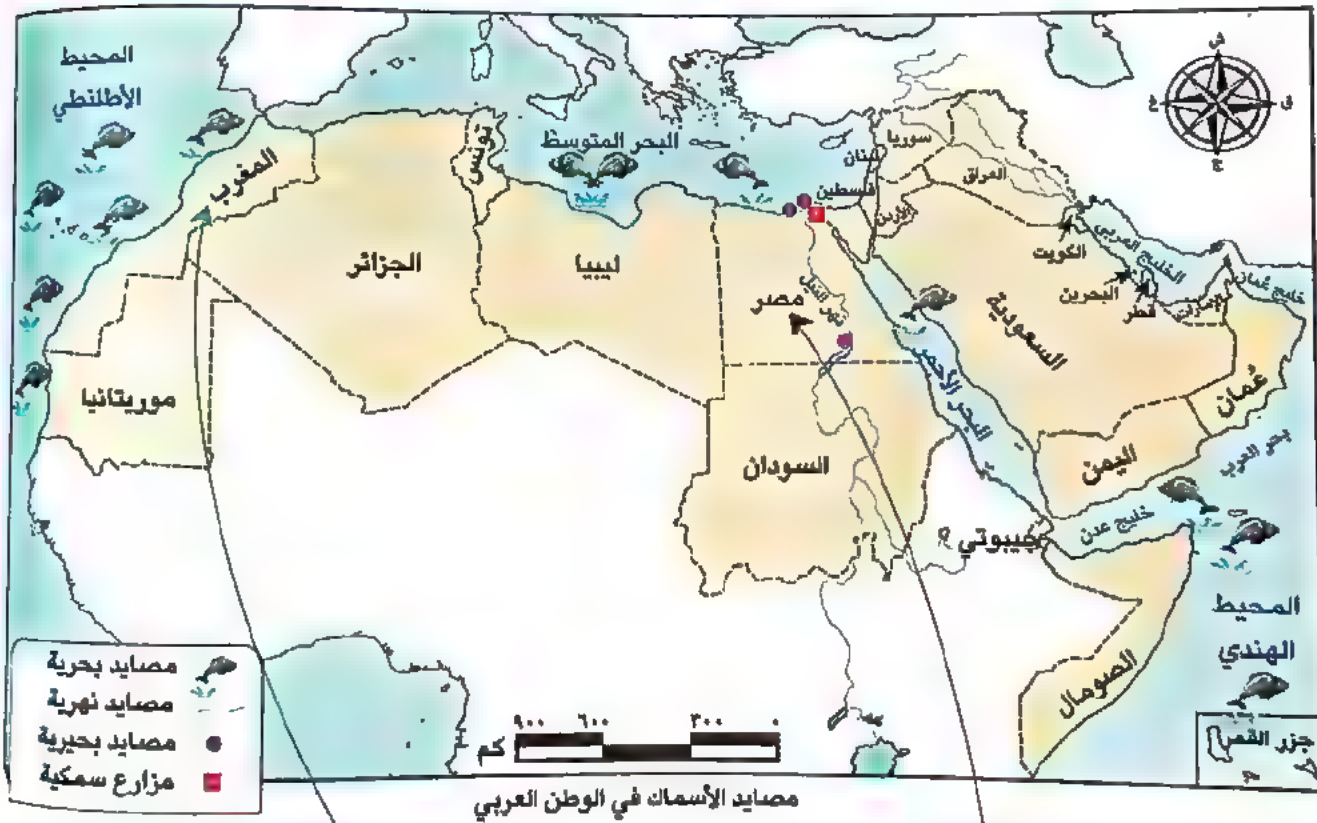 المحيط
الأطلنطي
ش
ق
ج
غ
البحر المتوسط
تونس
المغرب
الجزائر
ليبيا
مصر
نهر النيل
لبنان
سوريا
فلسطين
الأردن
العراق
الكويت
الخليج العربي
البحرين
قطر
الإمارات
خليج عُمان
السعودية
عُمان
البحر الأحمر
موريتانيا
السودان
اليمن
بحر العرب
خليج عدن
جيبوتي
المحيط
الهندي
الصومال
جزر القمر
مصايد بحرية
مصايد نهرية
مصايد بحيرية
مزارع سمكية
٩٠٠ ٦٠٠ ٣٠٠ ٠
كم
مصايد الأسماك في الوطن العربي